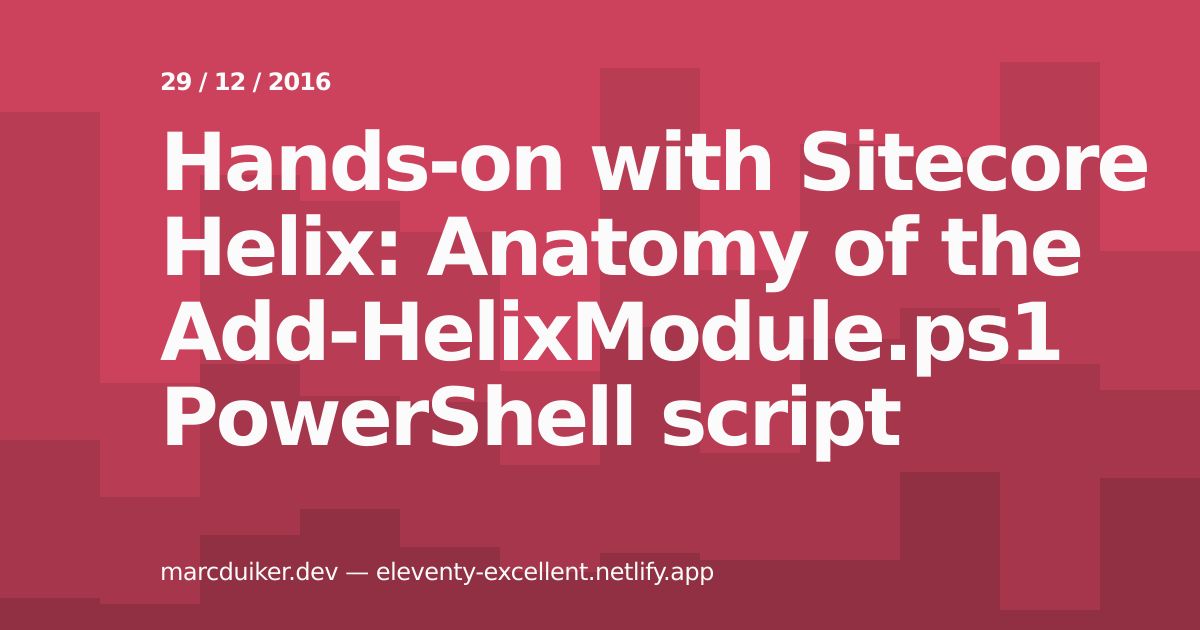 29 / 12 / 2016
Hands-on with Sitecore
Helix: Anatomy of the
Add-HelixModule.ps1
PowerShell script
marcduiker.dev — eleventy-excellent.netlify.app